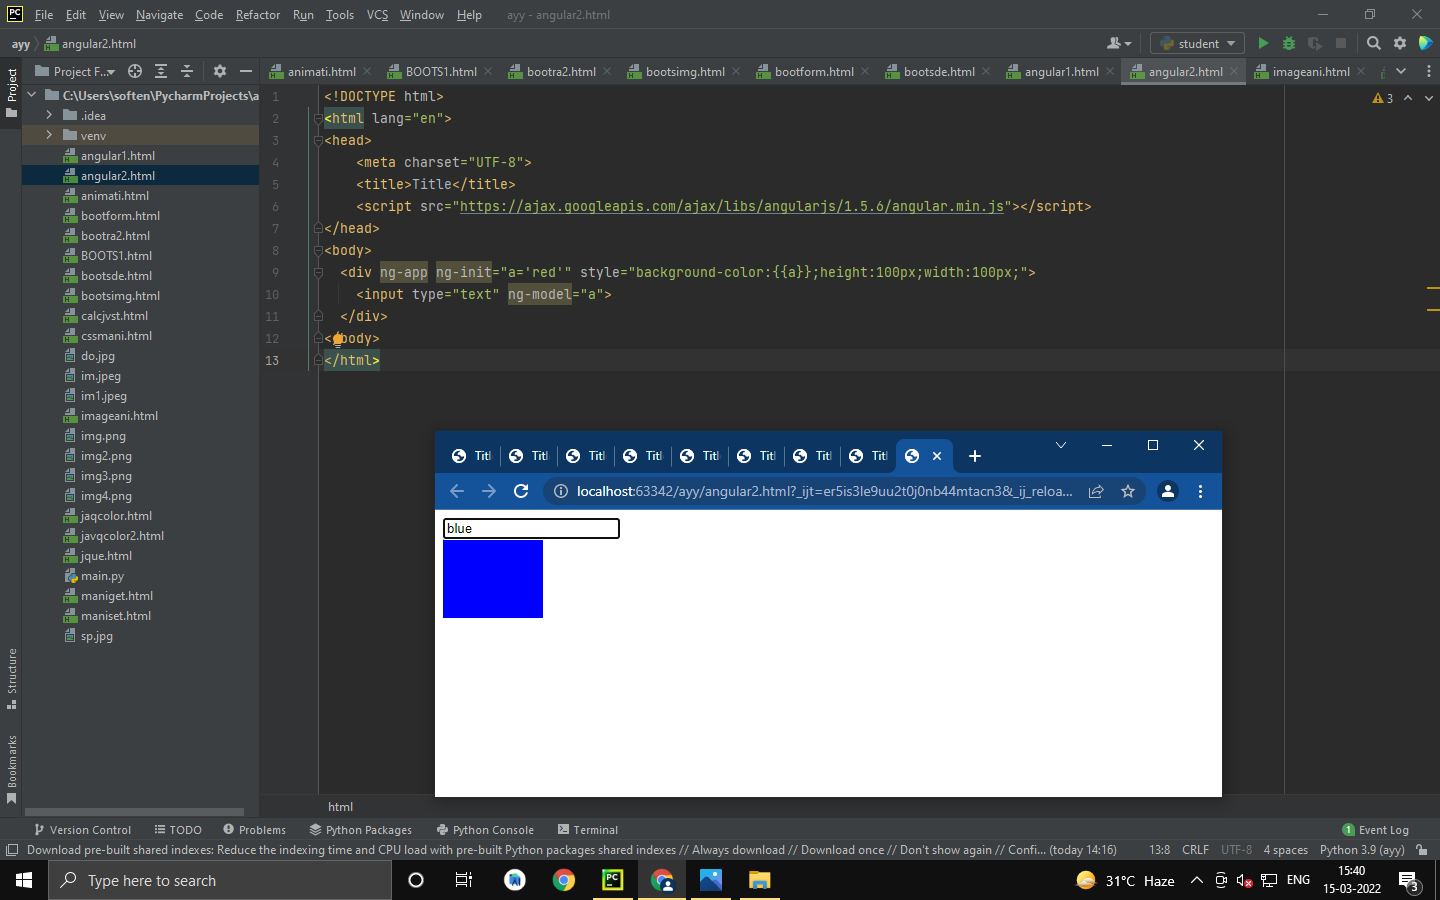 PC File Edit View Navigate Code Refactor Run Tools VCS Window Help ayy - angular2.html
ayy angular2.html student
Project F... animati.html BOOTS1.html bootra2.html bootsimg.html bootform.html bootsde.html angular1.html angular2.html imageani.html
Project
Structure
Bookmarks
C:\Users\soften\PycharmProjects\a
.idea
venv
angular1.html
angular2.html
animati.html
bootform.html
bootra2.html
BOOTS1.html
bootsde.html
bootsimg.html
calcjvst.html
cssmani.html
do.jpg
im.jpeg
im1.jpeg
imageani.html
img.png
img2.png
img3.png
img4.png
jaqcolor.html
javqcolor2.html
jque.html
main.py
maniget.html
maniset.html
sp.jpg
1 <!DOCTYPE html>
2 <html lang="en">
3 <head>
4 <meta charset="UTF-8">
5 <title>Title</title>
6 <script src="https://ajax.googleapis.com/ajax/libs/angularjs/1.5.6/angular.min.js"></script>
7 </head>
8 <body>
9 <div ng-app ng-init="a='red'" style="background-color:{{a}};height:100px;width:100px;">
10 <input type="text" ng-model="a">
11 </div>
12 < body>
13 </html>
3
Titl Titl Titl Titl Titl Titl Titl Titl
localhost:63342/ayy/angular2.html?_ijt=er5is3le9uu2t0j0nb44mtacn3&_ij_reloa...
blue
html
Version Control TODO Problems Python Packages Python Console Terminal 1 Event Log
Download pre-built shared indexes: Reduce the indexing time and CPU load with pre-built Python packages shared indexes // Always download // Download once // Don't show again // Confi... (today 14:16) 13:8 CRLF UTF-8 4 spaces Python 3.9 (ayy)
Type here to search PC 31°C Haze ENG 15:40
15-03-2022 3